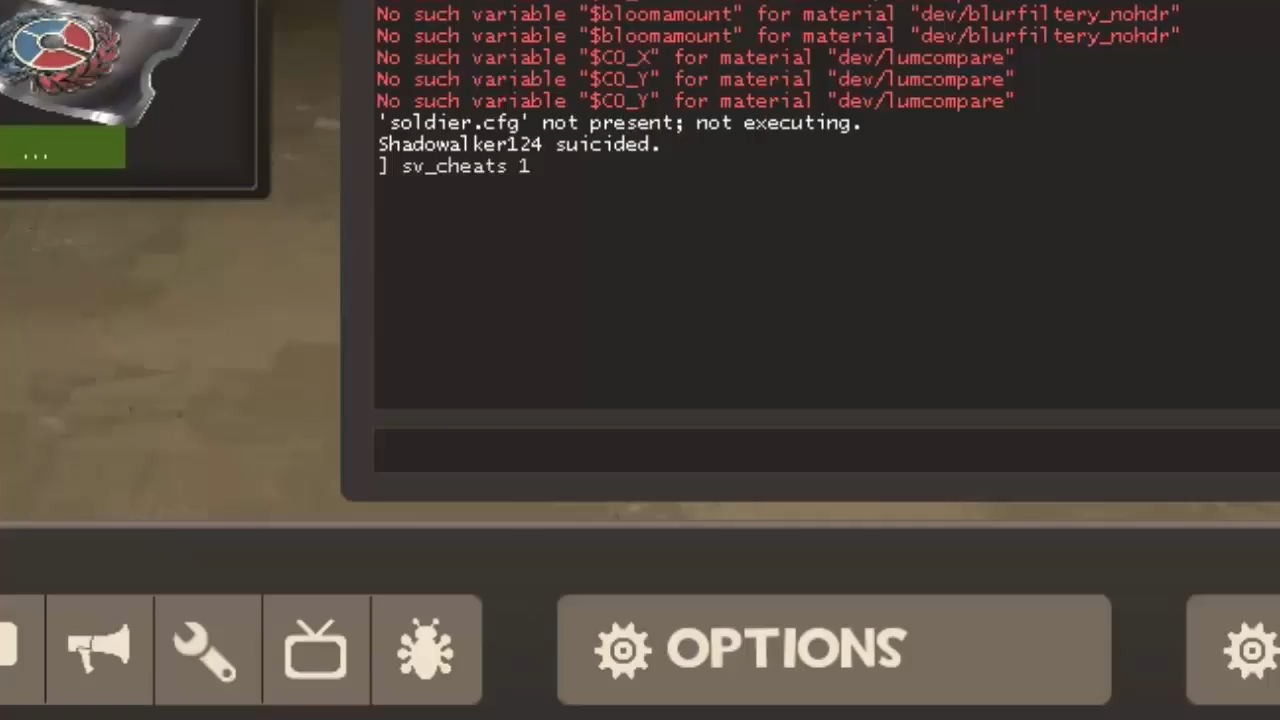 No such variable "$bloomamount" for material "dev/blurfiltery_nohdr"
No such variable "$bloomamount" for material "dev/blurfiltery_nohdr"
No such variable "$C0_X" for material "dev/lumcompare"
No such variable "$C0_Y" for material "dev/lumcompare"
No such variable "$C0_Y" for material "dev/lumcompare"
'soldier.cfg' not present; not executing.
Shadowalker124 suicided.
] sv_cheats 1
...
OPTIONS